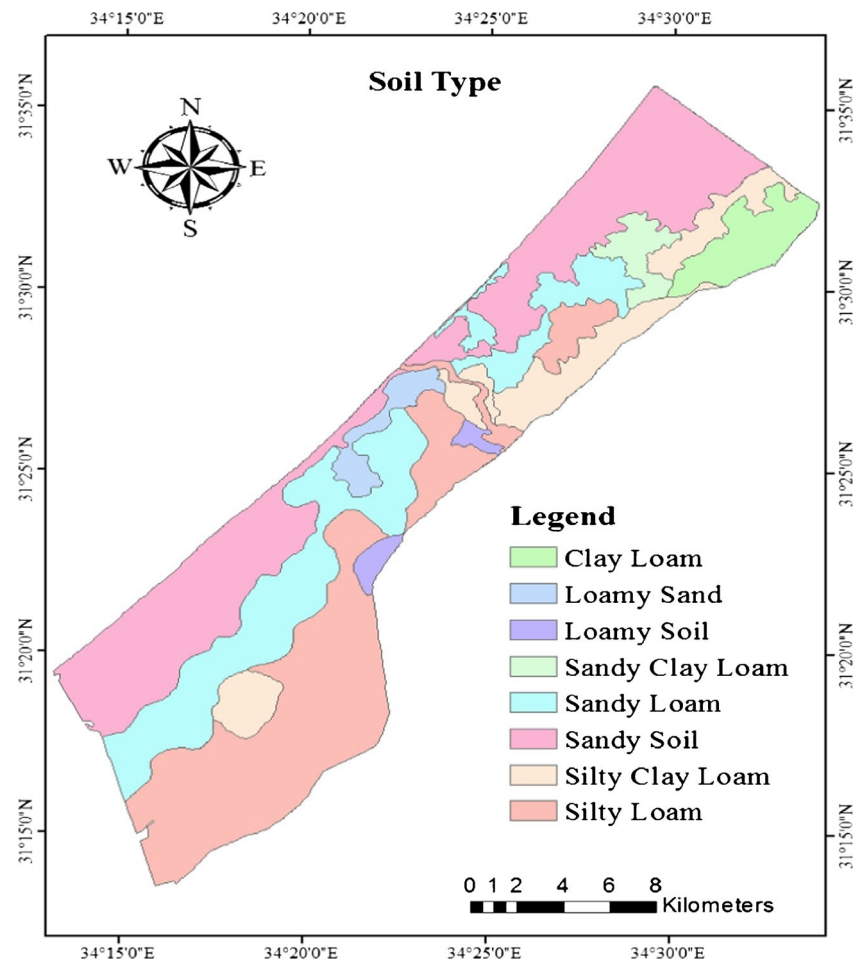 34°15'0"E 34°20'0"E 34°25'0"E 34°30'0"E
Soil Type
N
W E
S
31°35'0"N 31°35'0"N
31°30'0"N 31°30'0"N
31°25'0"N 31°25'0"N
31°20'0"N 31°20'0"N
31°15'0"N 31°15'0"N
Legend
Clay Loam
Loamy Sand
Loamy Soil
Sandy Clay Loam
Sandy Loam
Sandy Soil
Silty Clay Loam
Silty Loam
0 1 2 4 6 8
Kilometers
34°15'0"E 34°20'0"E 34°25'0"E 34°30'0"E